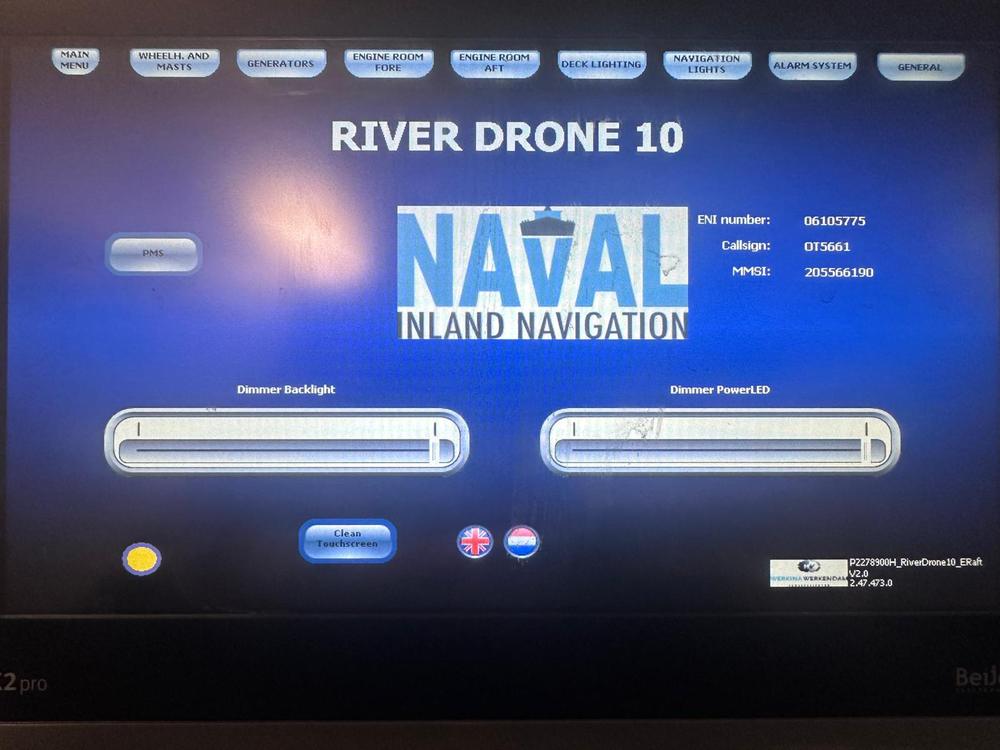 MAIN
MENU
WHEELH. AND
MASTS
GENERATORS
ENGINE ROOM
FORE
ENGINE ROOM
AFT
DECK LIGHTING
NAVIGATION
LIGHTS
ALARM SYSTEM
GENERAL
RIVER DRONE 10
NAVAL
INLAND NAVIGATION
ENI number: 06105775
Callsign: OT5661
MMSI: 205566190
PMS
Dimmer Backlight
Dimmer PowerLED
Clean
Touchscreen
WERKINA WERKENDAM
P2278900H_RiverDrone10_ERaft
V2.0
2.47.473.0
X2 pro